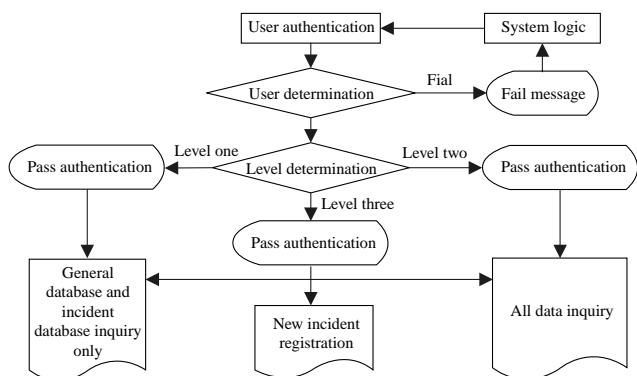 User authentication
System logic
User determination
Fial
Fail message
Level one
Level two
Pass authentication
Level determination
Pass authentication
Level three
Pass authentication
General
database and
incident
database inquiry
only
New incident
registration
All data inquiry